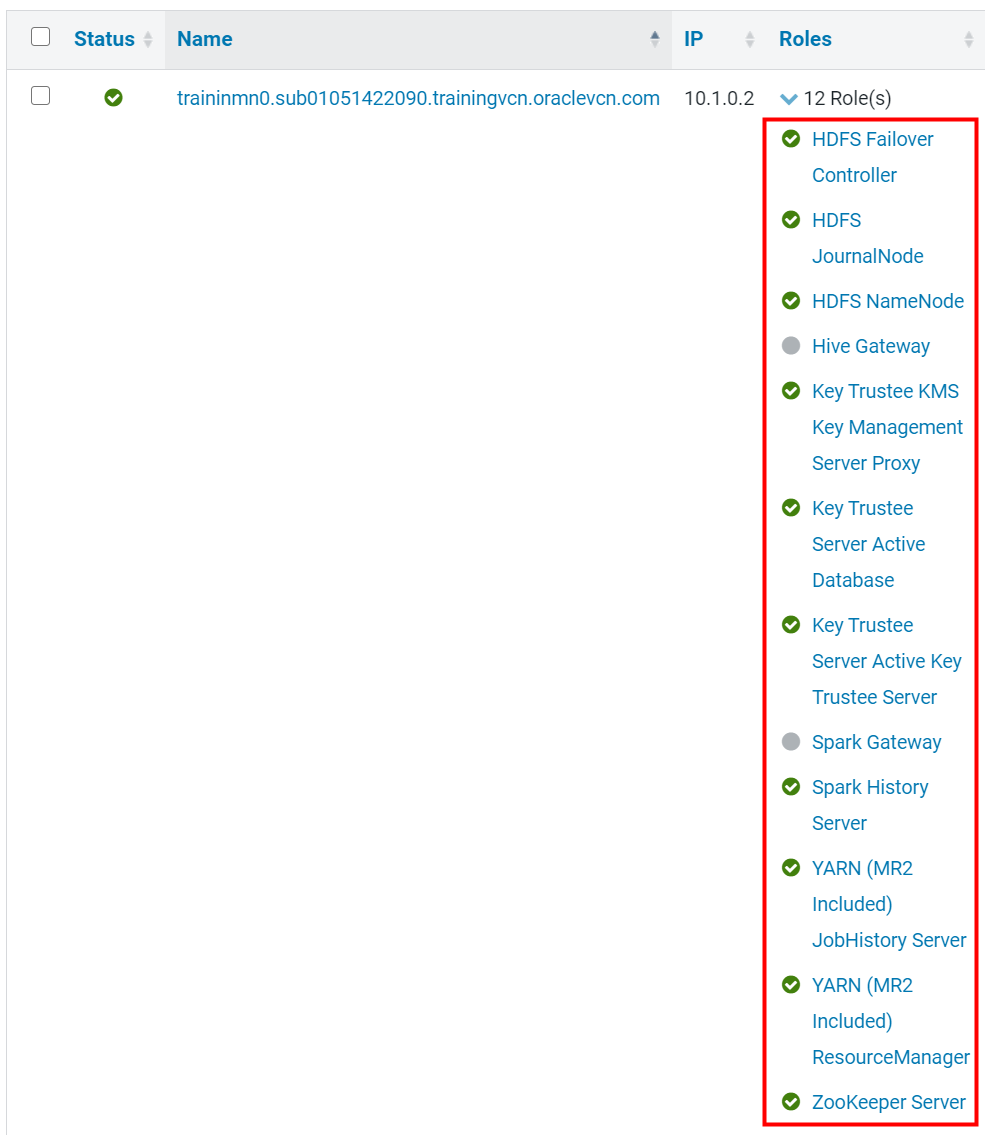 Status Name IP Roles
traininmn0.sub01051422090.trainingvcn.oraclevcn.com 10.1.0.2 12 Role(s)
HDFS Failover
Controller
HDFS
JournalNode
HDFS NameNode
Hive Gateway
Key Trustee KMS
Key Management
Server Proxy
Key Trustee
Server Active
Database
Key Trustee
Server Active Key
Trustee Server
Spark Gateway
Spark History
Server
YARN (MR2
Included)
JobHistory Server
YARN (MR2
Included)
ResourceManager
ZooKeeper Server